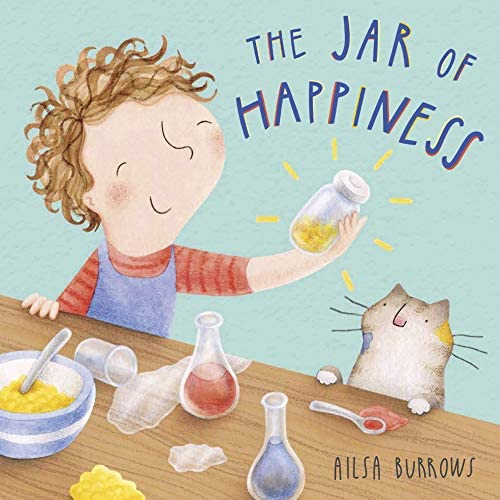 THE JAR OF
HAPPINESS
AILSA BURROWS